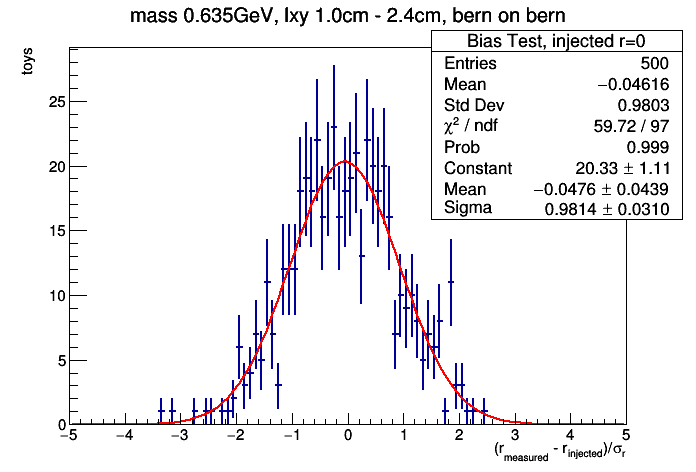 mass 0.635GeV, lxy 1.0cm - 2.4cm, bern on bern
toys
Bias Test, injected r=0
Entries 500
Mean −0.04616
Std Dev 0.9803
χ² / ndf 59.72 / 97
Prob 0.999
Constant 20.33 ± 1.11
Mean −0.0476 ± 0.0439
Sigma 0.9814 ± 0.0310
25
20
15
10
5
0
−5 −4 −3 −2 −1 0 1 2 3 4 5
(r_measured - r_injected)/σ_r